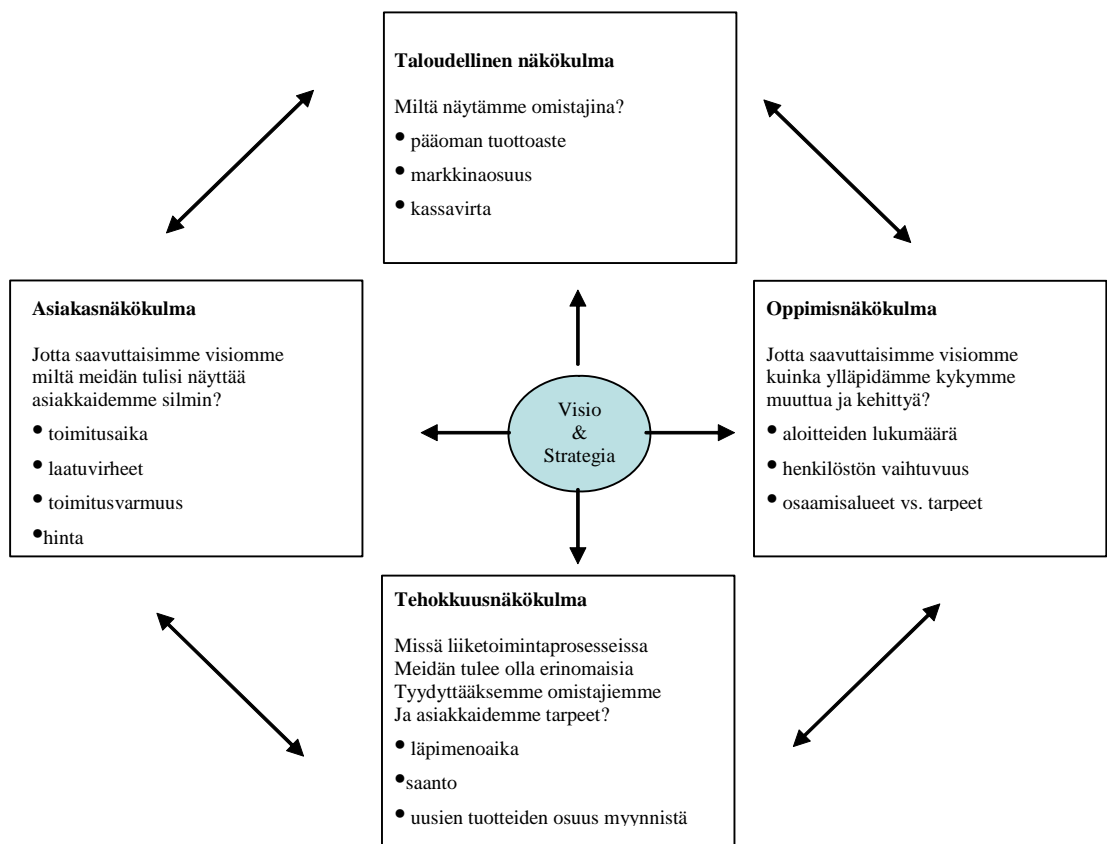 Taloudellinen näkökulma
Miltä näytämme omistajina?
• pääoman tuottoaste
• markkinaosuus
• kassavirta
Asiakasnäkökulma
Jotta saavuttaisimme visiomme
miltä meidän tulisi näyttää
asiakkaidemme silmin?
• toimitusaika
• laatuvirheet
• toimitusvarmuus
•hinta
Visio
&
Strategia
Oppimisnäkökulma
Jotta saavuttaisimme visiomme
kuinka ylläpidämme kykymme
muuttua ja kehittyä?
• aloitteiden lukumäärä
• henkilöstön vaihtuvuus
• osaamisalueet vs. tarpeet
Tehokkuusnäkökulma
Missä liiketoimintaprosesseissa
Meidän tulee olla erinomaisia
Tyydyttääksemme omistajiemme
Ja asiakkaidemme tarpeet?
• läpimenoaika
•saanto
• uusien tuotteiden osuus myynnistä